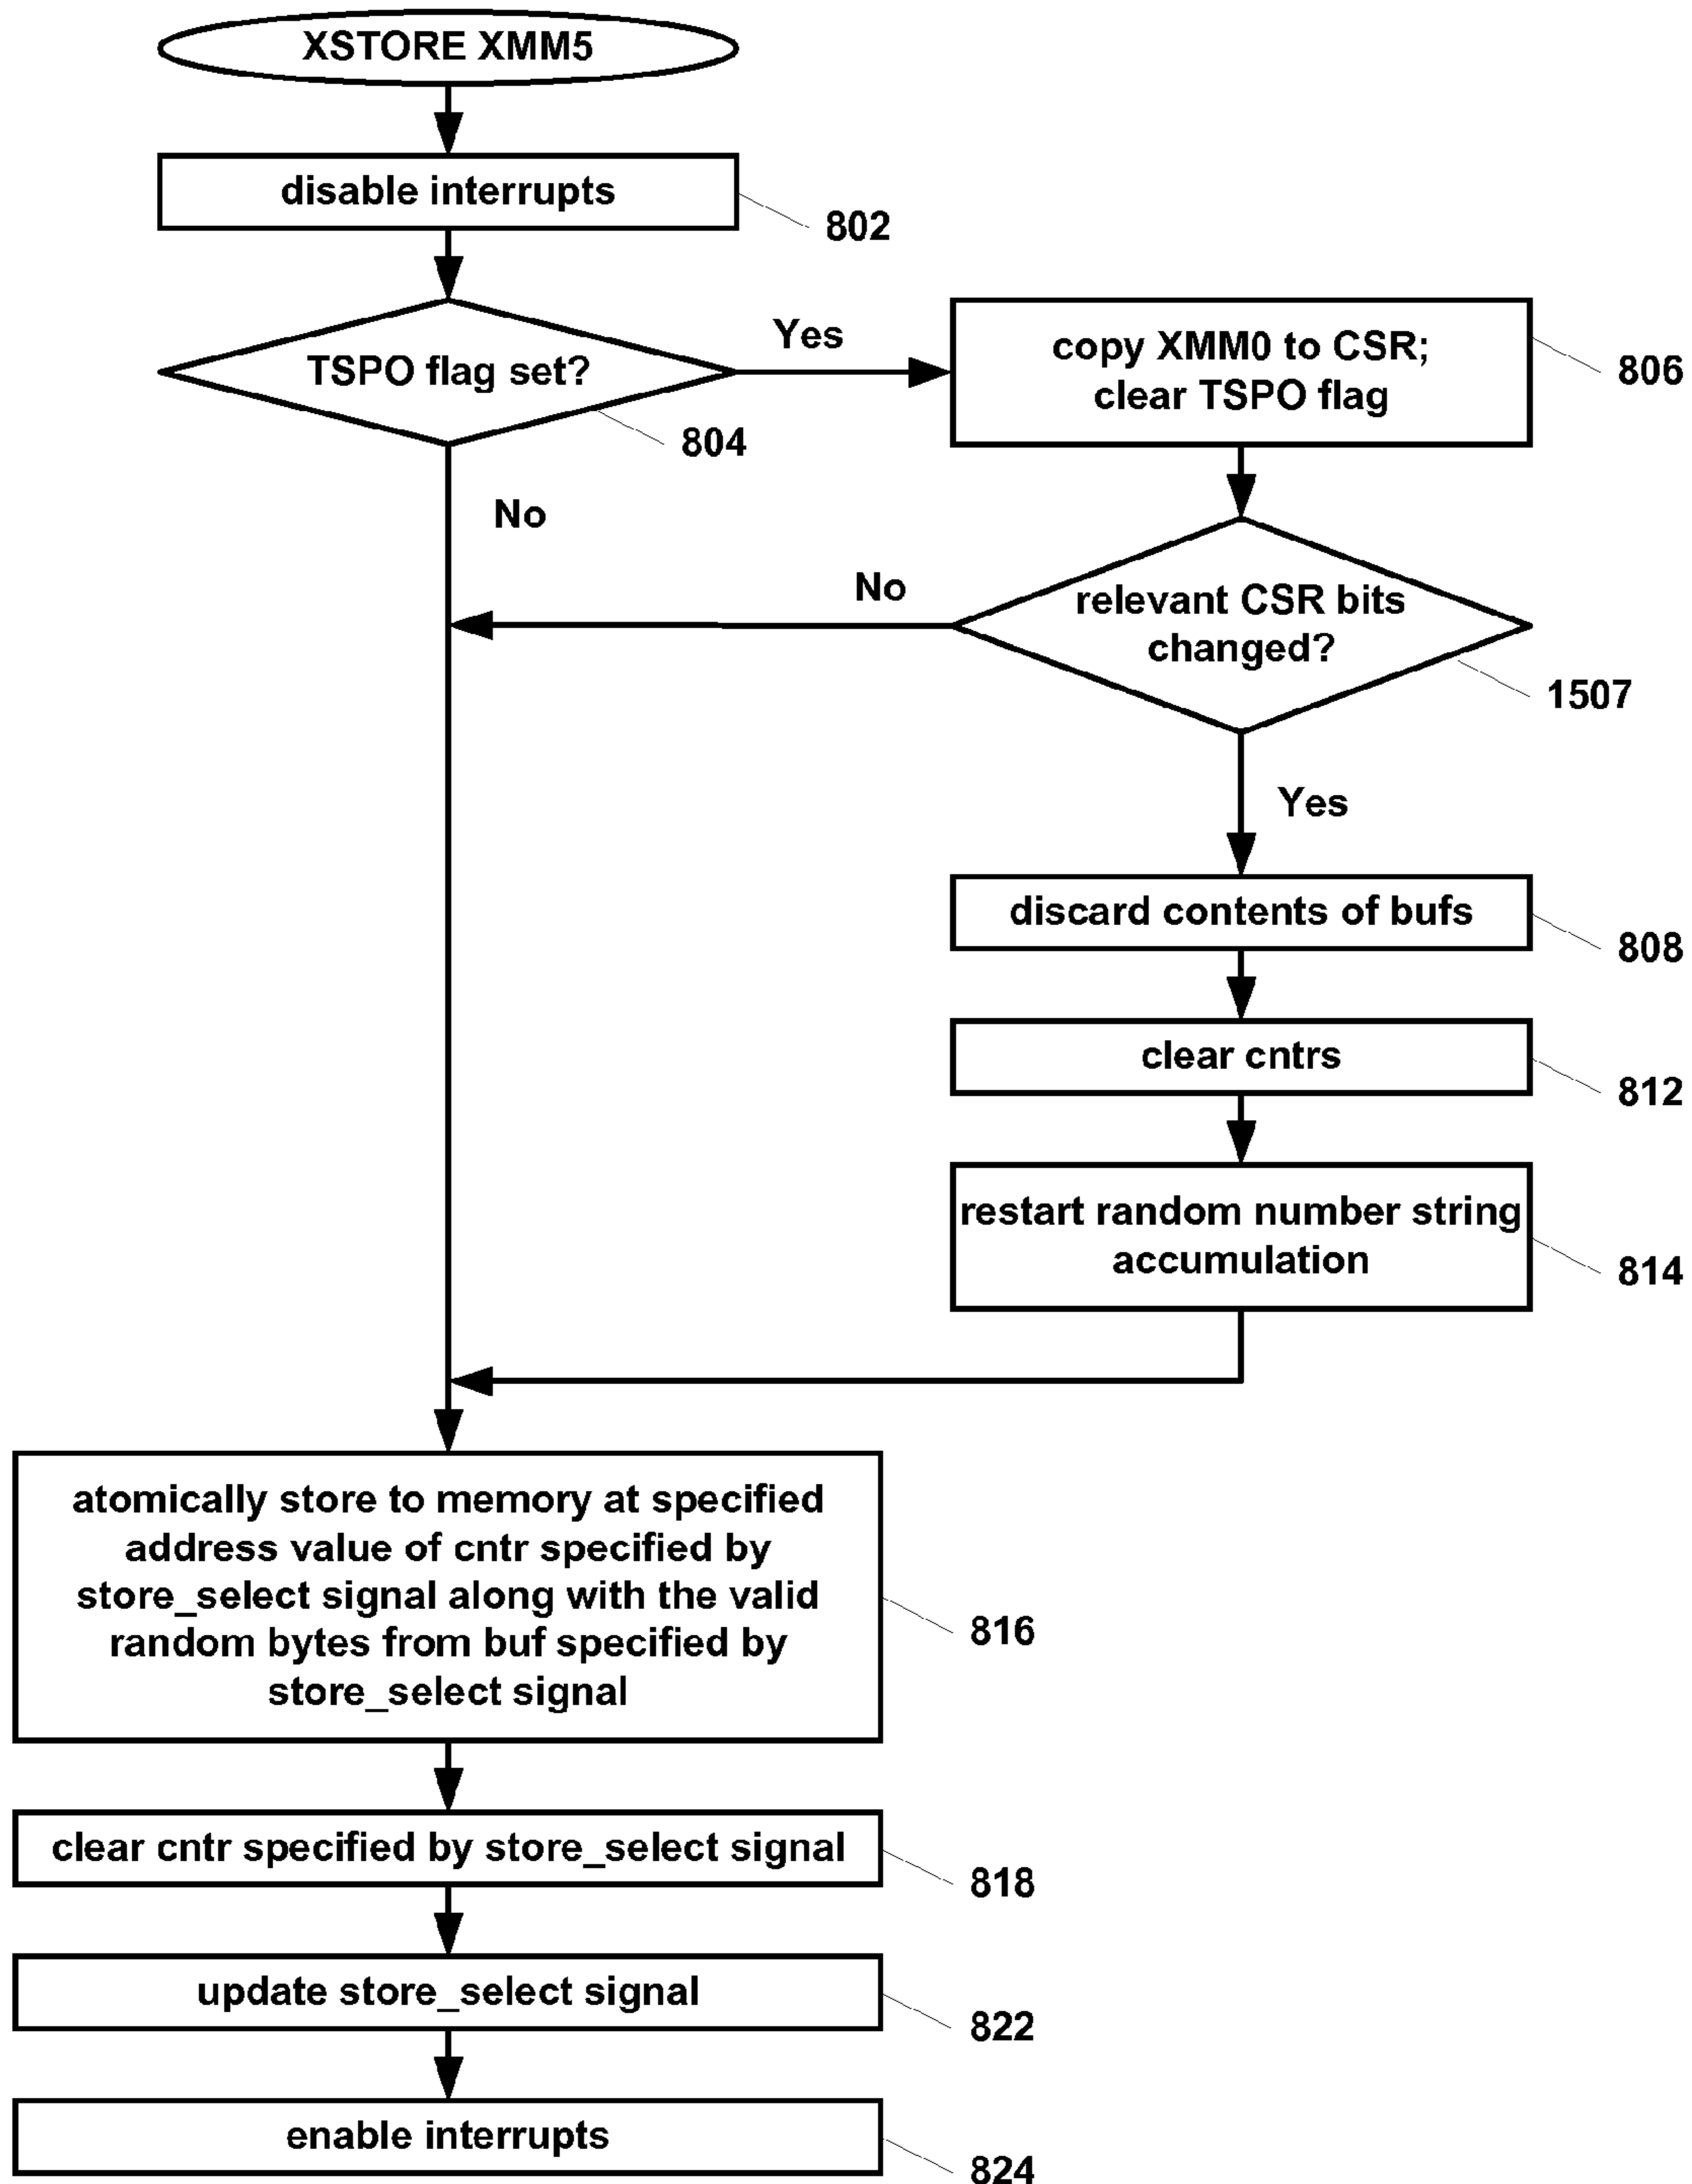 XSTORE XMM5
disable interrupts
802
TSPO flag set?
804
Yes
No
copy XMM0 to CSR;
clear TSPO flag
806
relevant CSR bits
changed?
1507
No
Yes
discard contents of bufs
808
clear cntrs
812
restart random number string
accumulation
814
atomically store to memory at specified
address value of cntr specified by
store_select signal along with the valid
random bytes from buf specified by
store_select signal
816
clear cntr specified by store_select signal
818
update store_select signal
822
enable interrupts
824